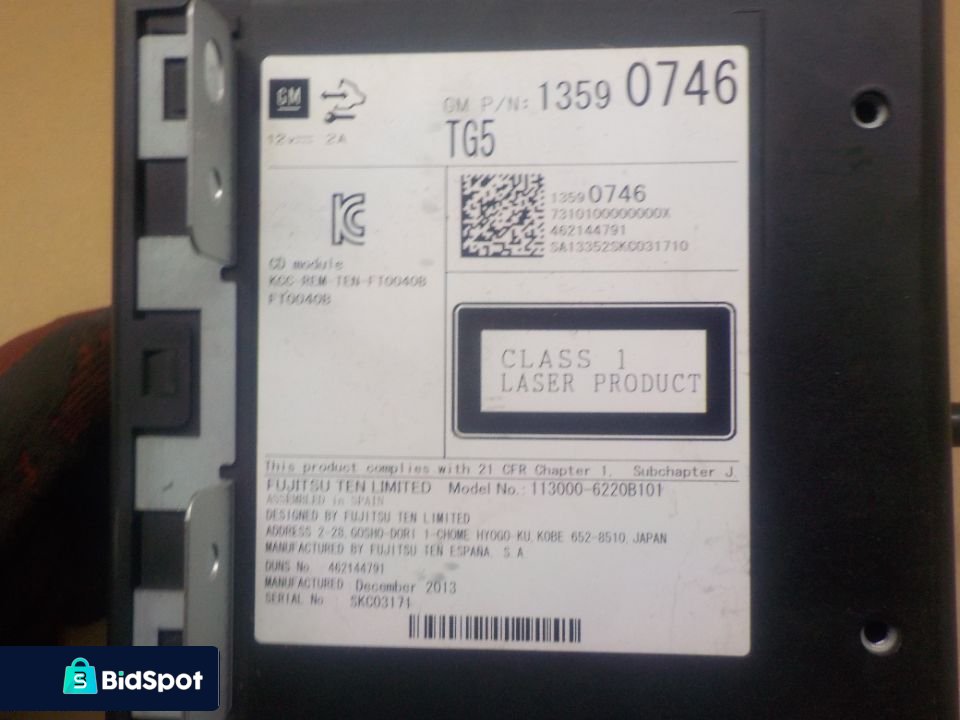 GM
GM P/N: 1359 0746
12V 2A
TG5
1359 0746
7310100000000X
462144791
SA13352SKC031710
CD module
KCC-REM-TEN-FT0040B
FT0040B
CLASS 1
LASER PRODUCT
This product complies with 21 CFR Chapter 1, Subchapter J.
FUJITSU TEN LIMITED Model No.: 113000-6220B101
ASSEMBLED in SPAIN
DESIGNED BY FUJITSU TEN LIMITED
ADDRESS 2-28, GOSHO-DORI 1-CHOME HYOGO-KU, KOBE 652-8510, JAPAN
MANUFACTURED BY FUJITSU TEN ESPAÑA, S.A
DUNS No 462144791
MANUFACTURED December 2013
SERIAL No SKC03171
BidSpot